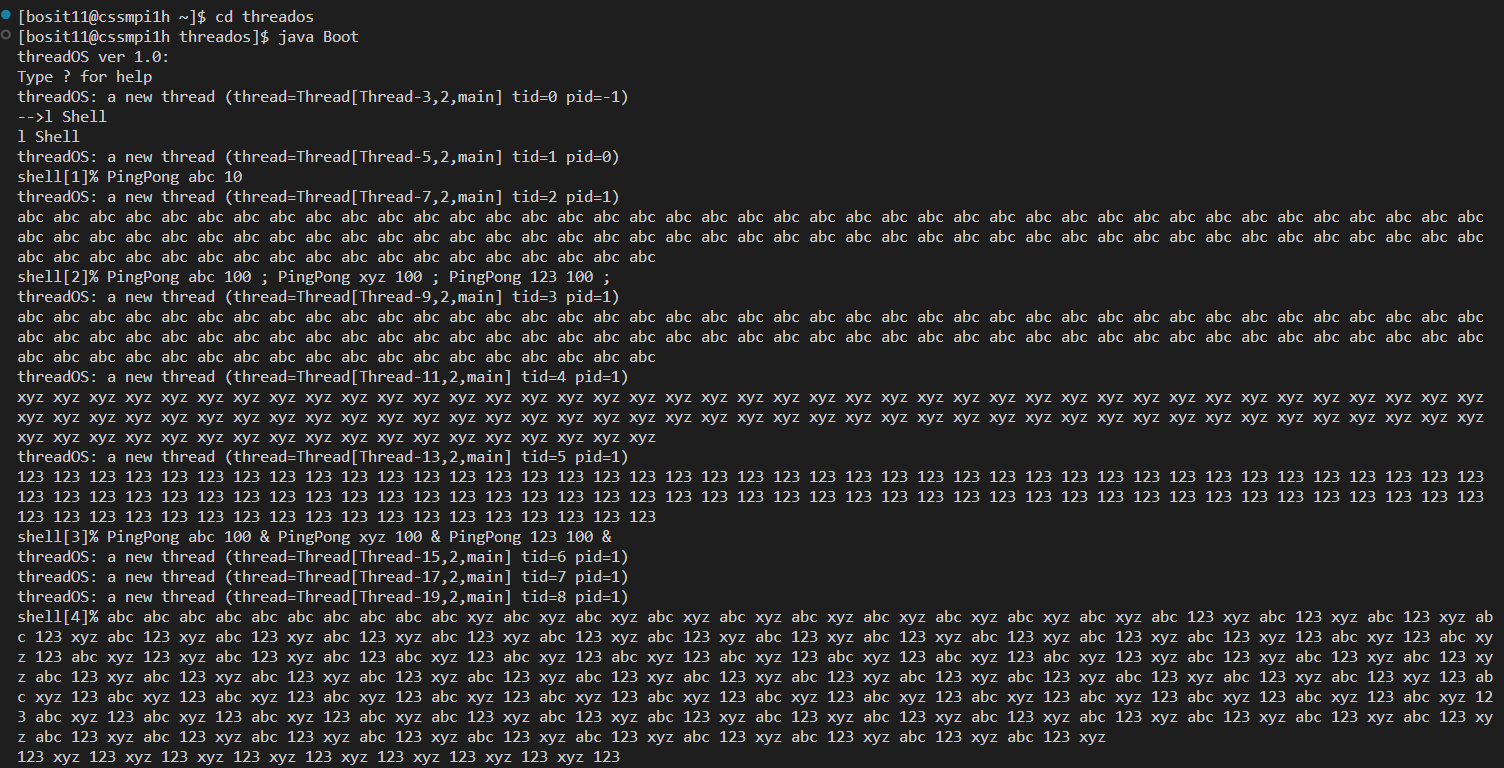 [bosit11@cssmpi1h ~]$ cd threados
[bosit11@cssmpi1h threados]$ java Boot
threadOS ver 1.0:
Type ? for help
threadOS: a new thread (thread=Thread[Thread-3,2,main] tid=0 pid=-1)
-->l Shell
l Shell
threadOS: a new thread (thread=Thread[Thread-5,2,main] tid=1 pid=0)
shell[1]% PingPong abc 10
threadOS: a new thread (thread=Thread[Thread-7,2,main] tid=2 pid=1)
abc abc abc abc abc abc abc abc abc abc abc abc abc abc abc abc abc abc abc abc abc abc abc abc abc abc abc abc abc abc abc abc abc abc abc abc abc abc abc abc abc
abc abc abc abc abc abc abc abc abc abc abc abc abc abc abc abc abc abc abc abc abc abc abc abc abc abc abc abc abc abc abc abc abc abc abc abc abc abc abc abc abc
abc abc abc abc abc abc abc abc abc abc abc abc abc abc abc abc abc abc
shell[2]% PingPong abc 100 ; PingPong xyz 100 ; PingPong 123 100 ;
threadOS: a new thread (thread=Thread[Thread-9,2,main] tid=3 pid=1)
abc abc abc abc abc abc abc abc abc abc abc abc abc abc abc abc abc abc abc abc abc abc abc abc abc abc abc abc abc abc abc abc abc abc abc abc abc abc abc abc abc
abc abc abc abc abc abc abc abc abc abc abc abc abc abc abc abc abc abc abc abc abc abc abc abc abc abc abc abc abc abc abc abc abc abc abc abc abc abc abc abc abc
abc abc abc abc abc abc abc abc abc abc abc abc abc abc abc abc abc abc
threadOS: a new thread (thread=Thread[Thread-11,2,main] tid=4 pid=1)
xyz xyz xyz xyz xyz xyz xyz xyz xyz xyz xyz xyz xyz xyz xyz xyz xyz xyz xyz xyz xyz xyz xyz xyz xyz xyz xyz xyz xyz xyz xyz xyz xyz xyz xyz xyz xyz xyz xyz xyz xyz
xyz xyz xyz xyz xyz xyz xyz xyz xyz xyz xyz xyz xyz xyz xyz xyz xyz xyz xyz xyz xyz xyz xyz xyz xyz xyz xyz xyz xyz xyz xyz xyz xyz xyz xyz xyz xyz xyz xyz xyz xyz
xyz xyz xyz xyz xyz xyz xyz xyz xyz xyz xyz xyz xyz xyz xyz xyz xyz xyz
threadOS: a new thread (thread=Thread[Thread-13,2,main] tid=5 pid=1)
123 123 123 123 123 123 123 123 123 123 123 123 123 123 123 123 123 123 123 123 123 123 123 123 123 123 123 123 123 123 123 123 123 123 123 123 123 123 123 123 123
123 123 123 123 123 123 123 123 123 123 123 123 123 123 123 123 123 123 123 123 123 123 123 123 123 123 123 123 123 123 123 123 123 123 123 123 123 123 123 123 123
123 123 123 123 123 123 123 123 123 123 123 123 123 123 123 123 123 123
shell[3]% PingPong abc 100 & PingPong xyz 100 & PingPong 123 100 &
threadOS: a new thread (thread=Thread[Thread-15,2,main] tid=6 pid=1)
threadOS: a new thread (thread=Thread[Thread-17,2,main] tid=7 pid=1)
threadOS: a new thread (thread=Thread[Thread-19,2,main] tid=8 pid=1)
shell[4]% abc abc abc abc abc abc abc abc abc abc xyz abc xyz abc xyz abc xyz abc xyz abc xyz abc xyz abc xyz abc xyz abc xyz abc 123 xyz abc 123 xyz abc 123 xyz ab
c 123 xyz abc 123 xyz abc 123 xyz abc 123 xyz abc 123 xyz abc 123 xyz abc 123 xyz abc 123 xyz abc 123 xyz abc 123 xyz abc 123 xyz abc 123 xyz 123 abc xyz 123 abc xy
z 123 abc xyz 123 xyz abc 123 xyz abc 123 abc xyz 123 abc xyz 123 abc xyz 123 abc xyz 123 abc xyz 123 abc xyz 123 abc xyz 123 abc xyz 123 xyz abc 123 xyz abc 123 xyz abc 123 xy
z abc 123 xyz abc 123 xyz abc 123 xyz abc 123 xyz abc 123 xyz abc 123 xyz abc 123 xyz abc 123 xyz abc 123 xyz abc 123 xyz abc 123 xyz abc 123 xyz abc 123 xyz 123 ab
c xyz 123 abc xyz 123 abc xyz 123 abc xyz 123 abc xyz 123 abc xyz 123 abc xyz 123 abc xyz 123 abc xyz 123 abc xyz 123 abc xyz 123 abc xyz 123 abc xyz 123 abc xyz 12
3 abc xyz 123 abc xyz 123 abc xyz 123 abc xyz abc 123 xyz abc 123 xyz abc 123 xyz abc 123 xyz abc 123 xyz abc 123 xyz abc 123 xyz abc 123 xyz abc 123 xyz abc 123 xy
z abc 123 xyz abc 123 xyz abc 123 xyz abc 123 xyz abc 123 xyz abc 123 xyz abc 123 xyz abc 123 xyz abc 123 xyz abc 123 xyz
123 xyz 123 xyz 123 xyz 123 xyz 123 xyz 123 xyz 123 xyz 123 xyz 123